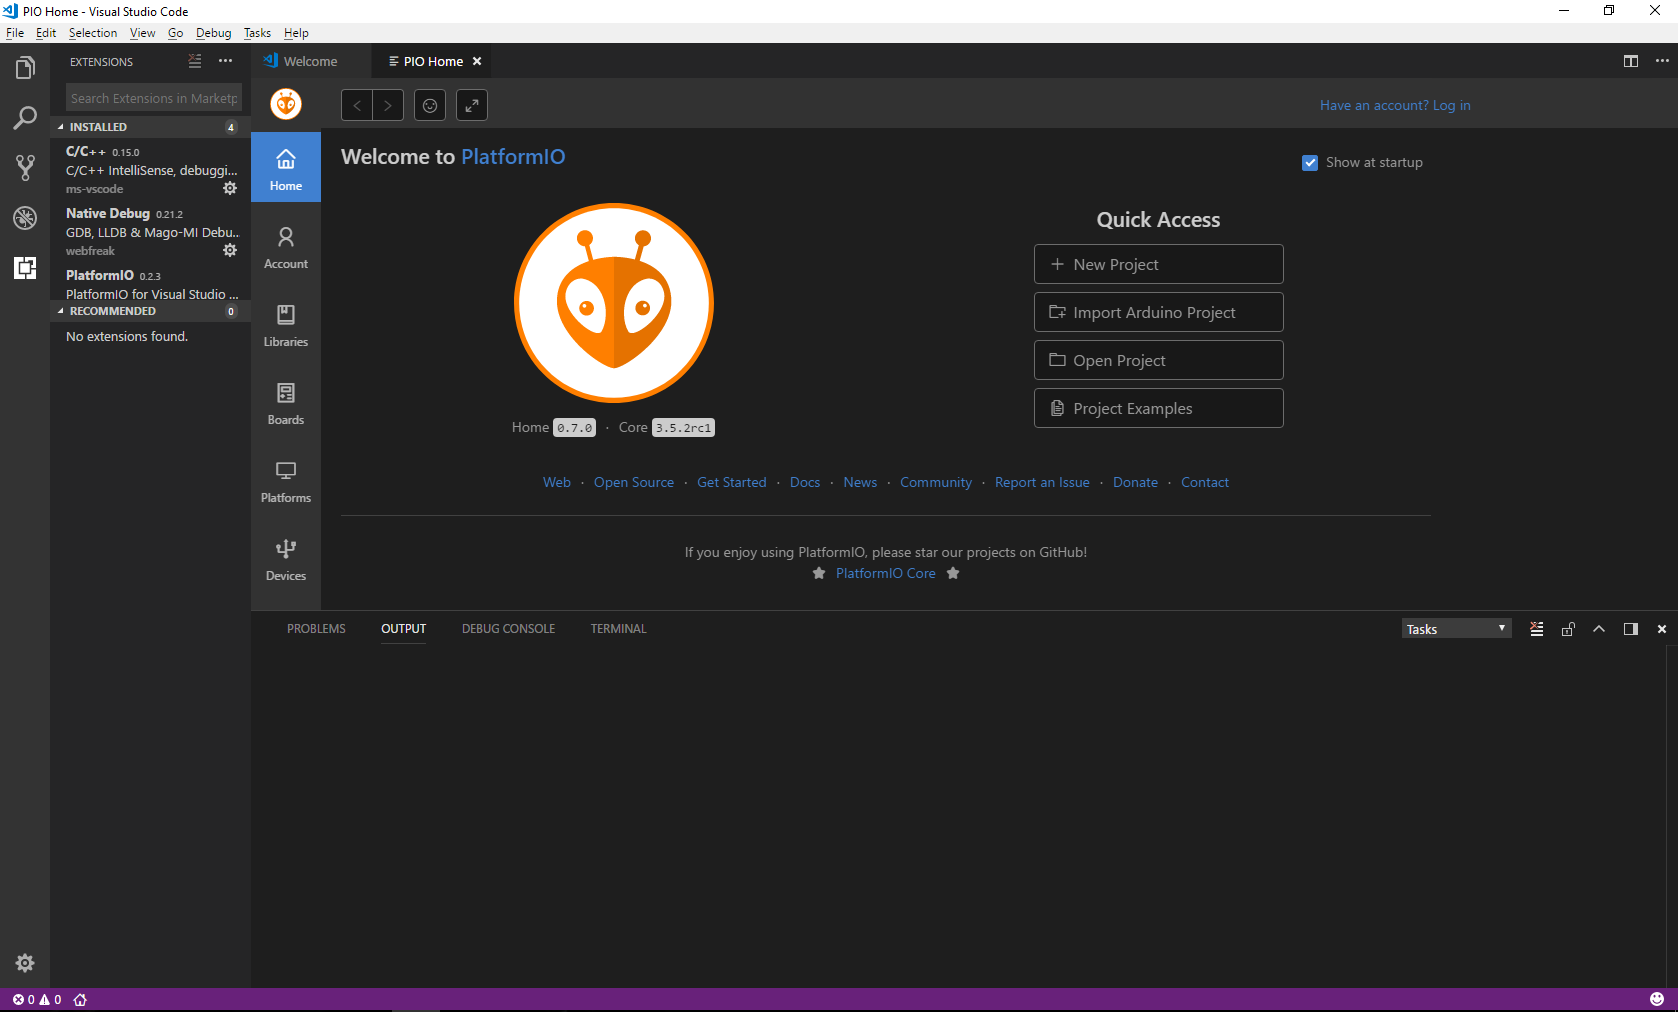 PIO Home - Visual Studio Code
File Edit Selection View Go Debug Tasks Help
EXTENSIONS
Search Extensions in Marketp
INSTALLED 4
C/C++ 0.15.0
C/C++ IntelliSense, debuggi...
ms-vscode
Native Debug 0.21.2
GDB, LLDB & Mago-MI Debu...
webfreak
PlatformIO 0.2.3
PlatformIO for Visual Studio ...
RECOMMENDED 0
No extensions found.
Welcome PIO Home
Have an account? Log in
Home
Account
Libraries
Boards
Platforms
Devices
Welcome to PlatformIO
Show at startup
Home 0.7.0 · Core 3.5.2rc1
Quick Access
New Project
Import Arduino Project
Open Project
Project Examples
Web · Open Source · Get Started · Docs · News · Community · Report an Issue · Donate · Contact
If you enjoy using PlatformIO, please star our projects on GitHub!
PlatformIO Core
PROBLEMS OUTPUT DEBUG CONSOLE TERMINAL
Tasks
0 0